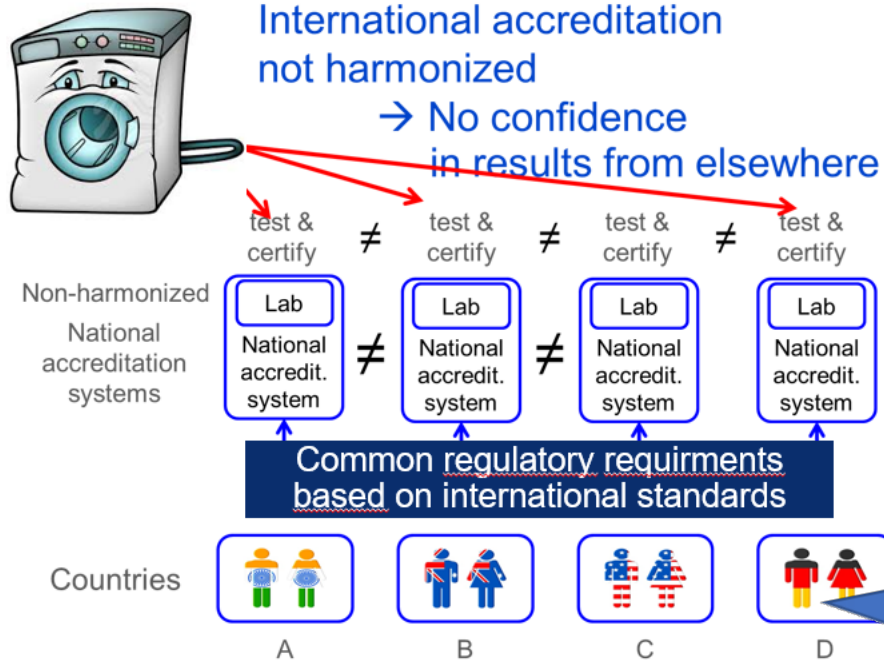 International accreditation
not harmonized
→ No confidence
in results from elsewhere
test & certify ≠ test & certify ≠ test & certify ≠ test & certify
Non-harmonized
National
accreditation
systems
Lab
National
accredit.
system
≠
Lab
National
accredit.
system
≠
Lab
National
accredit.
system
Lab
National
accredit.
system
Common regulatory requirments
based on international standards
Countries
A B C D